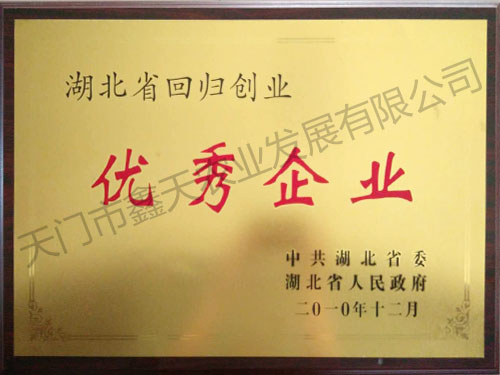 湖北省回归创业
优秀企业
中共湖北省委
湖北省人民政府
二〇一〇年十二月
天门市鑫天农业发展有限公司